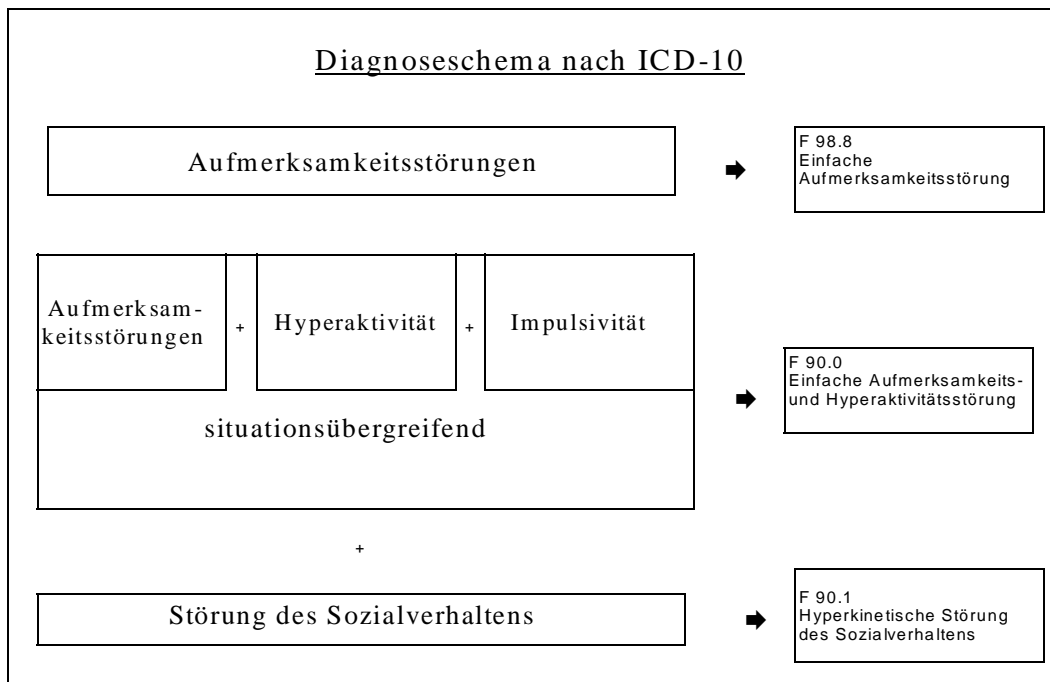 Diagnoseschema nach ICD-10
Aufmerksamkeitsstörungen
F 98.8
Einfache
Aufmerksamkeitsstörung
Aufmerksam-
keitsstörungen
+
Hyperaktivität
+
Impulsivität
situationsübergreifend
F 90.0
Einfache Aufmerksamkeits-
und Hyperaktivitätsstörung
+
Störung des Sozialverhaltens
F 90.1
Hyperkinetische Störung
des Sozialverhaltens